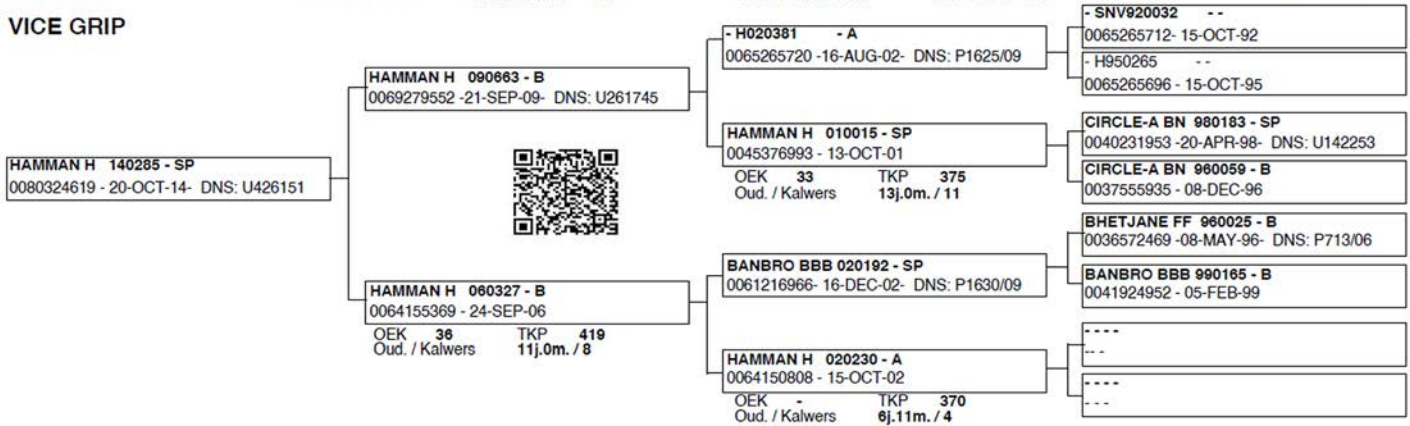 VICE GRIP
HAMMAN H 140285 - SP
0080324619 - 20-OCT-14- DNS: U426151
HAMMAN H 090663 - B
0069279552 -21-SEP-09- DNS: U261745
HAMMAN H 060327 - B
0064155369 - 24-SEP-06
OEK 36 TKP 419
Oud. / Kalwers 11j.0m. / 8
- H020381 - A
0065265720 -16-AUG-02- DNS: P1625/09
HAMMAN H 010015 - SP
0045376993 - 13-OCT-01
OEK 33 TKP 375
Oud. / Kalwers 13j.0m. / 11
BANBRO BBB 020192 - SP
0061216966- 16-DEC-02- DNS: P1630/09
HAMMAN H 020230 - A
0064150808 - 15-OCT-02
OEK - TKP 370
Oud. / Kalwers 6j.11m. / 4
- SNV920032 - -
0065265712- 15-OCT-92
- H950265 - -
0065265696 - 15-OCT-95
CIRCLE-A BN 980183 - SP
0040231953 -20-APR-98- DNS: U142253
CIRCLE-A BN 960059 - B
0037555935 - 08-DEC-96
BHETJANE FF 960025 - B
0036572469 -08-MAY-96- DNS: P713/06
BANBRO BBB 990165 - B
0041924952 - 05-FEB-99
- - - -
-- -
- - - -
- - -